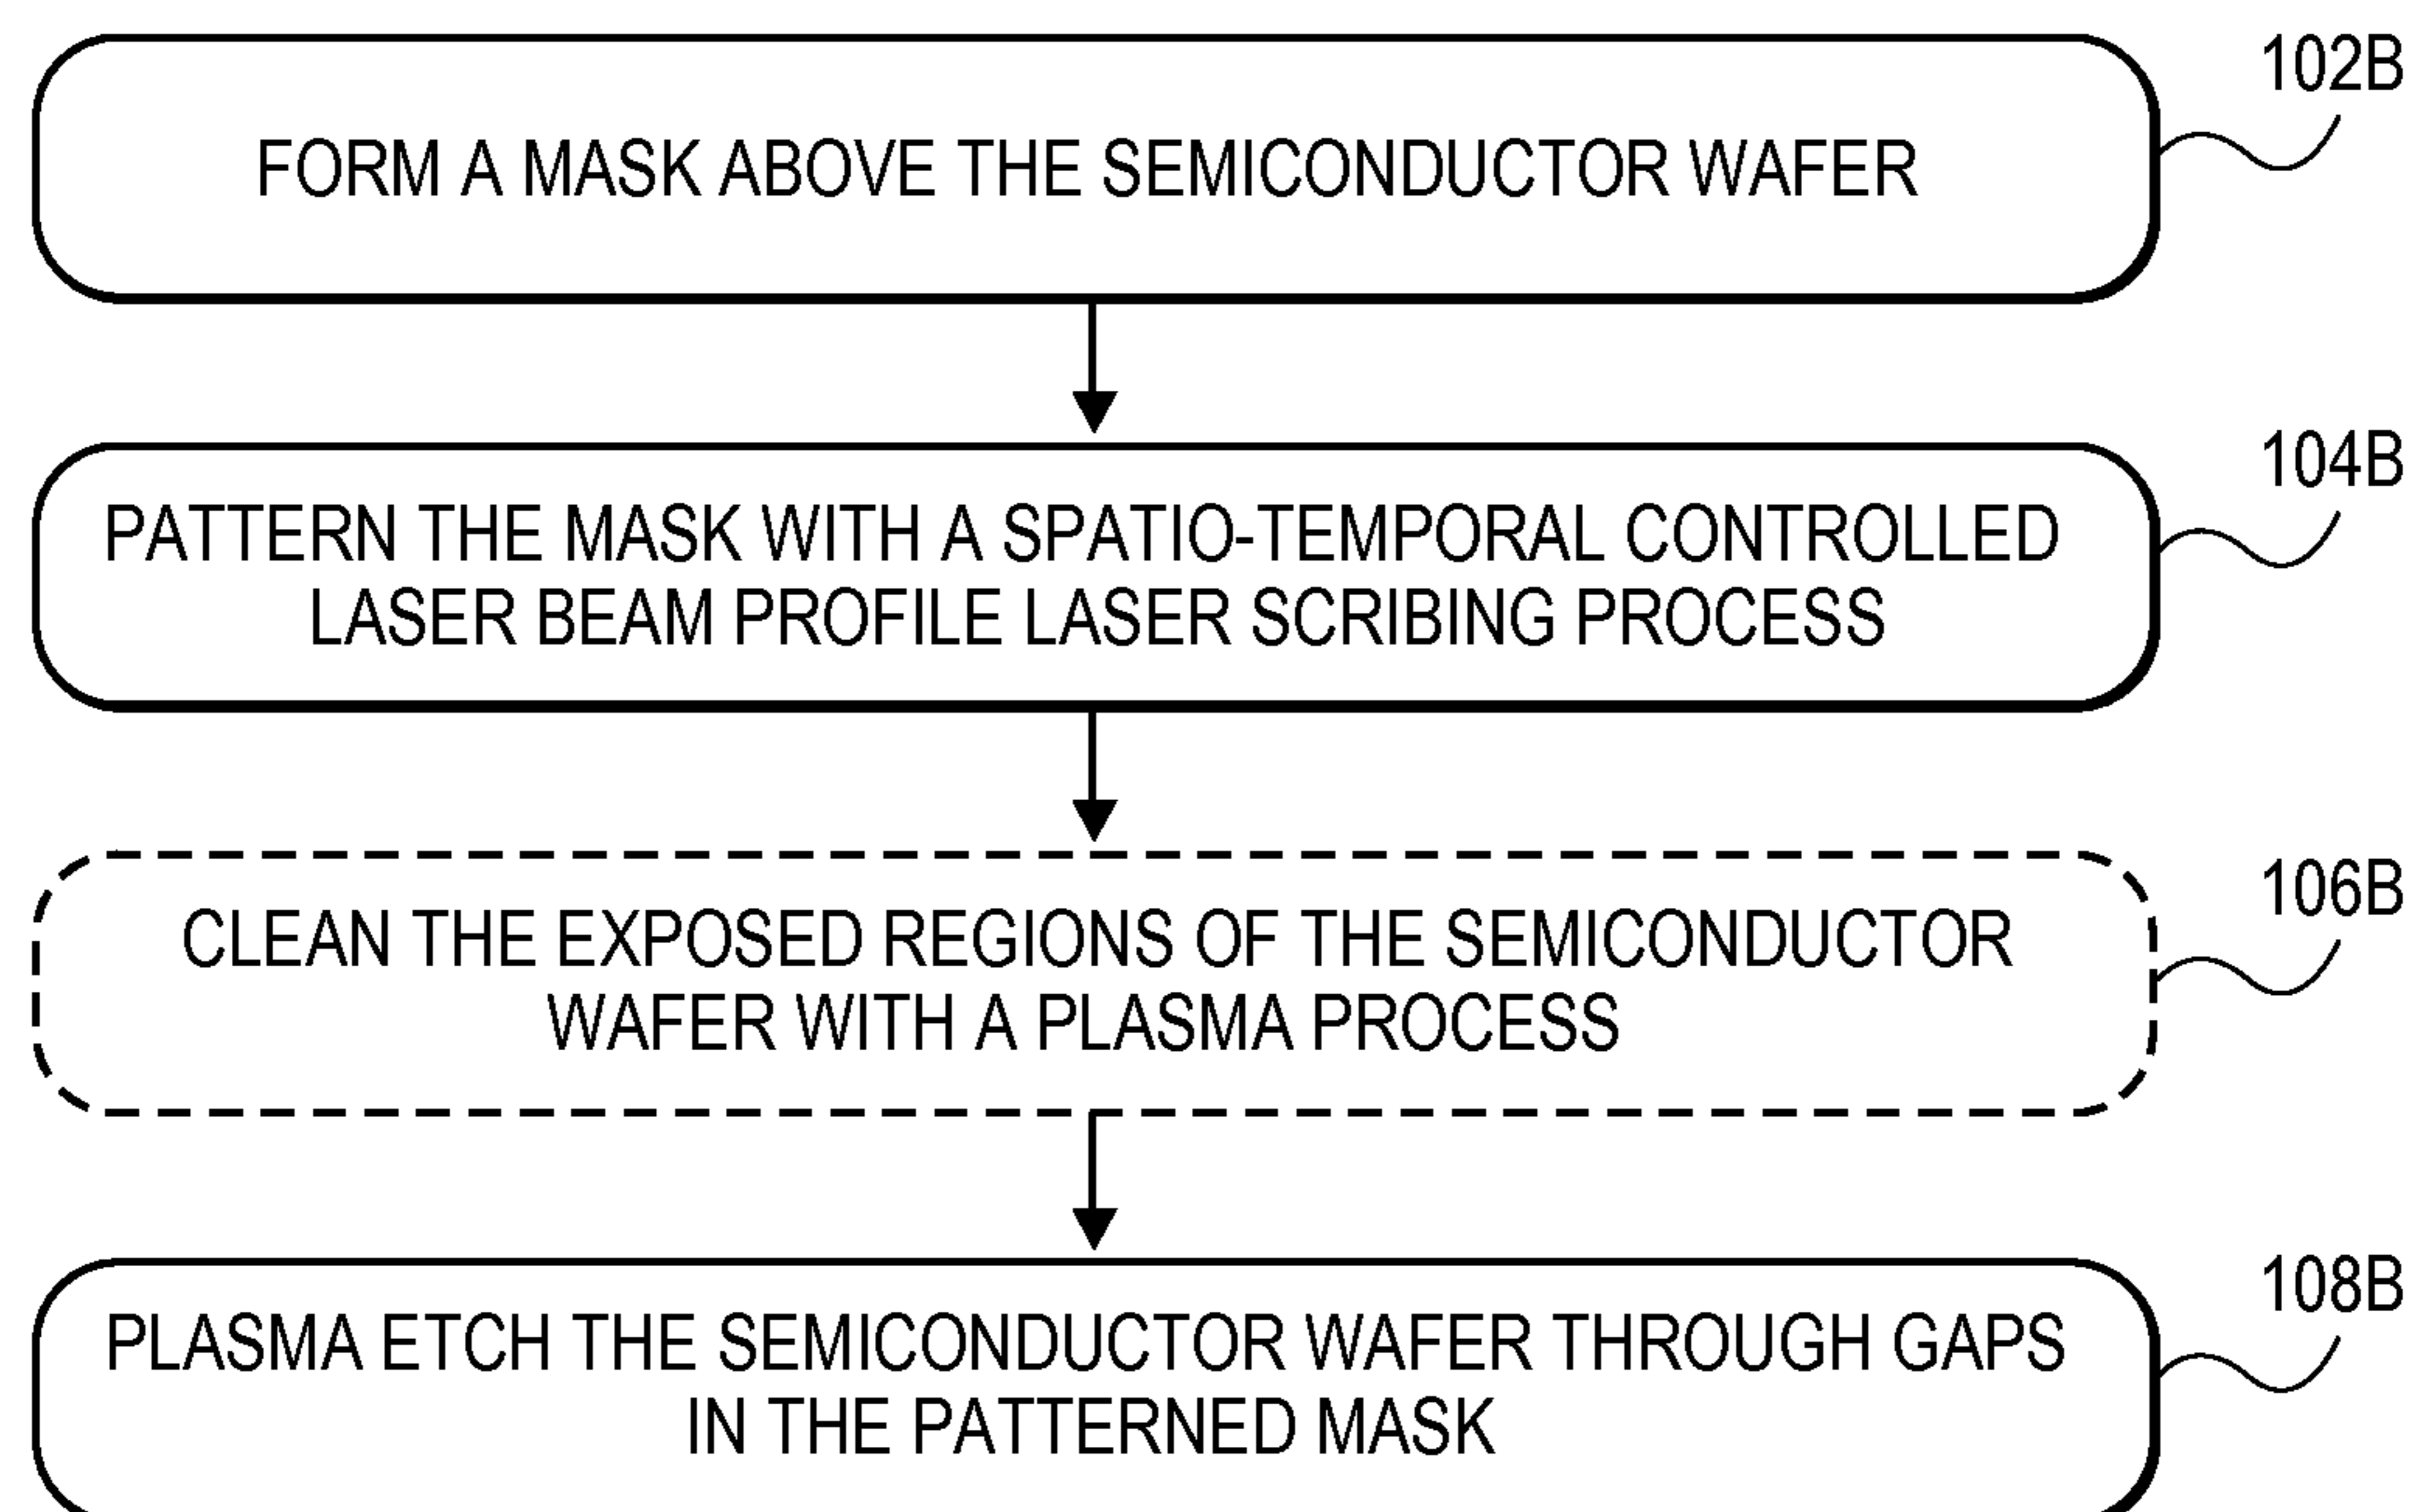 102B
FORM A MASK ABOVE THE SEMICONDUCTOR WAFER
104B
PATTERN THE MASK WITH A SPATIO-TEMPORAL CONTROLLED
LASER BEAM PROFILE LASER SCRIBING PROCESS
106B
CLEAN THE EXPOSED REGIONS OF THE SEMICONDUCTOR
WAFER WITH A PLASMA PROCESS
108B
PLASMA ETCH THE SEMICONDUCTOR WAFER THROUGH GAPS
IN THE PATTERNED MASK